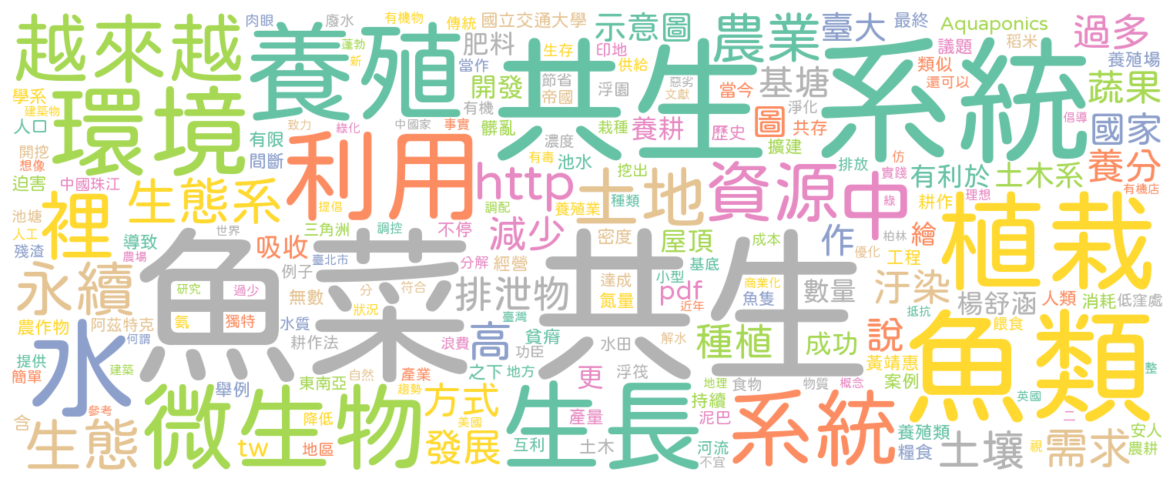 肉眼 廢水 有機物 傳統 國立交通大學 示意圖 農業 臺大 最終 Aquaponics 過多
越來越 養殖 蓬勃 新 肥料 生存 印地 供給 議題 稻米
共生系統 類似 養殖場
學系 環境 當作 開發 節省 浮園 惡劣 基塘 當今 還可以 蔬果
建築物 帝國 文獻 淨化
人口 致力 綠化 中國家 事實 有機 栽種 養耕 歷史 圖 共存 擴建 倡導 國家
有限 利用 髒亂 濃度
開挖 想像 間斷 http 有毒 池水 挖出 資源 中 排放 仿 養分
迫害 中國珠江 生態系 提倡 調配 養殖業 種類 土地 有利於 實踐 土木系 有機店
裡 綠 耕作 理想
池塘 三角洲 調控 不停 減少 密度 屋頂 成本 作 柏林 繪 植栽
人工 導致 世界 吸收 優化 工程
殘渣 農場 臺北市 分解 基底
永續 例子 經營 達成 小型 商業化 汙染 人類 消耗 低窪處
魚菜共生 研究 過少 無數 分 符合 排泄物 氮量 pdf 魚隻 數量 楊舒涵
農作物 阿茲特克 狀況 臺灣 近年 抵抗 餵食
氨 獨特 水質 浪費 高 貧瘠 水田 解水 種植 成功 說 黃靖惠 魚類
提供 水 何謂 耕作法 功臣
簡單 建築 自然 產業 之下 地方 浮筏 更 地理 食物 物質 概念 案例 英國 整
舉例 東南亞 趨勢
含 參考 微生物 降低 方式 美國 生長 產量 泥巴 持續 系統 養殖類 二 安人
生態 tw 地區 發展 互利 土木 河流 不宜 糧食 土壤 視 需求 農耕